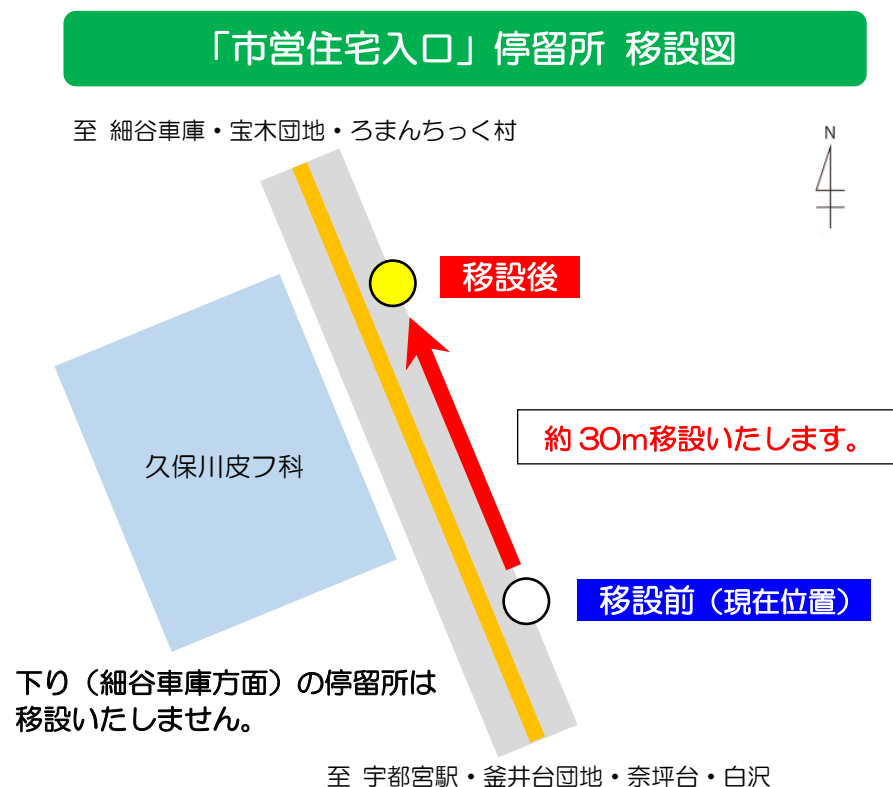 「市営住宅入口」停留所 移設図
至 細谷車庫・宝木団地・ろまんちっく村
N
移設後
約30m移設いたします。
久保川皮フ科
移設前（現在位置）
下り（細谷車庫方面）の停留所は
移設いたしません。
至 宇都宮駅・釜井台団地・奈坪台・白沢